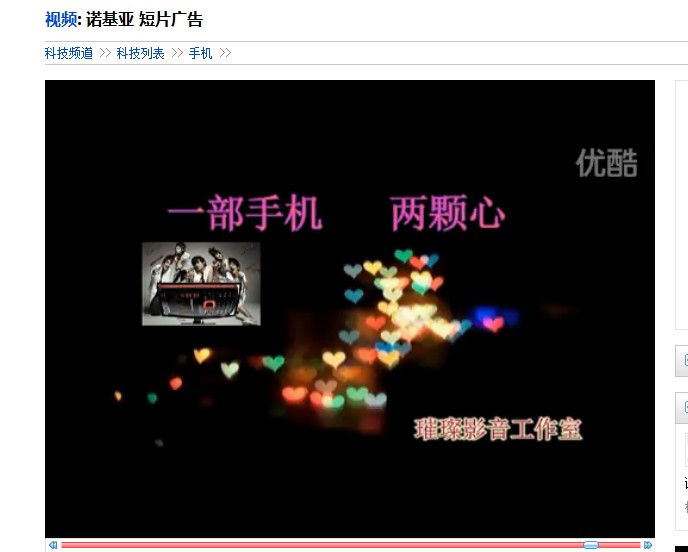 视频: 诺基亚 短片广告
科技频道 >> 科技列表 >> 手机 >>
优酷
一部手机 两颗心
璀璨影音工作室